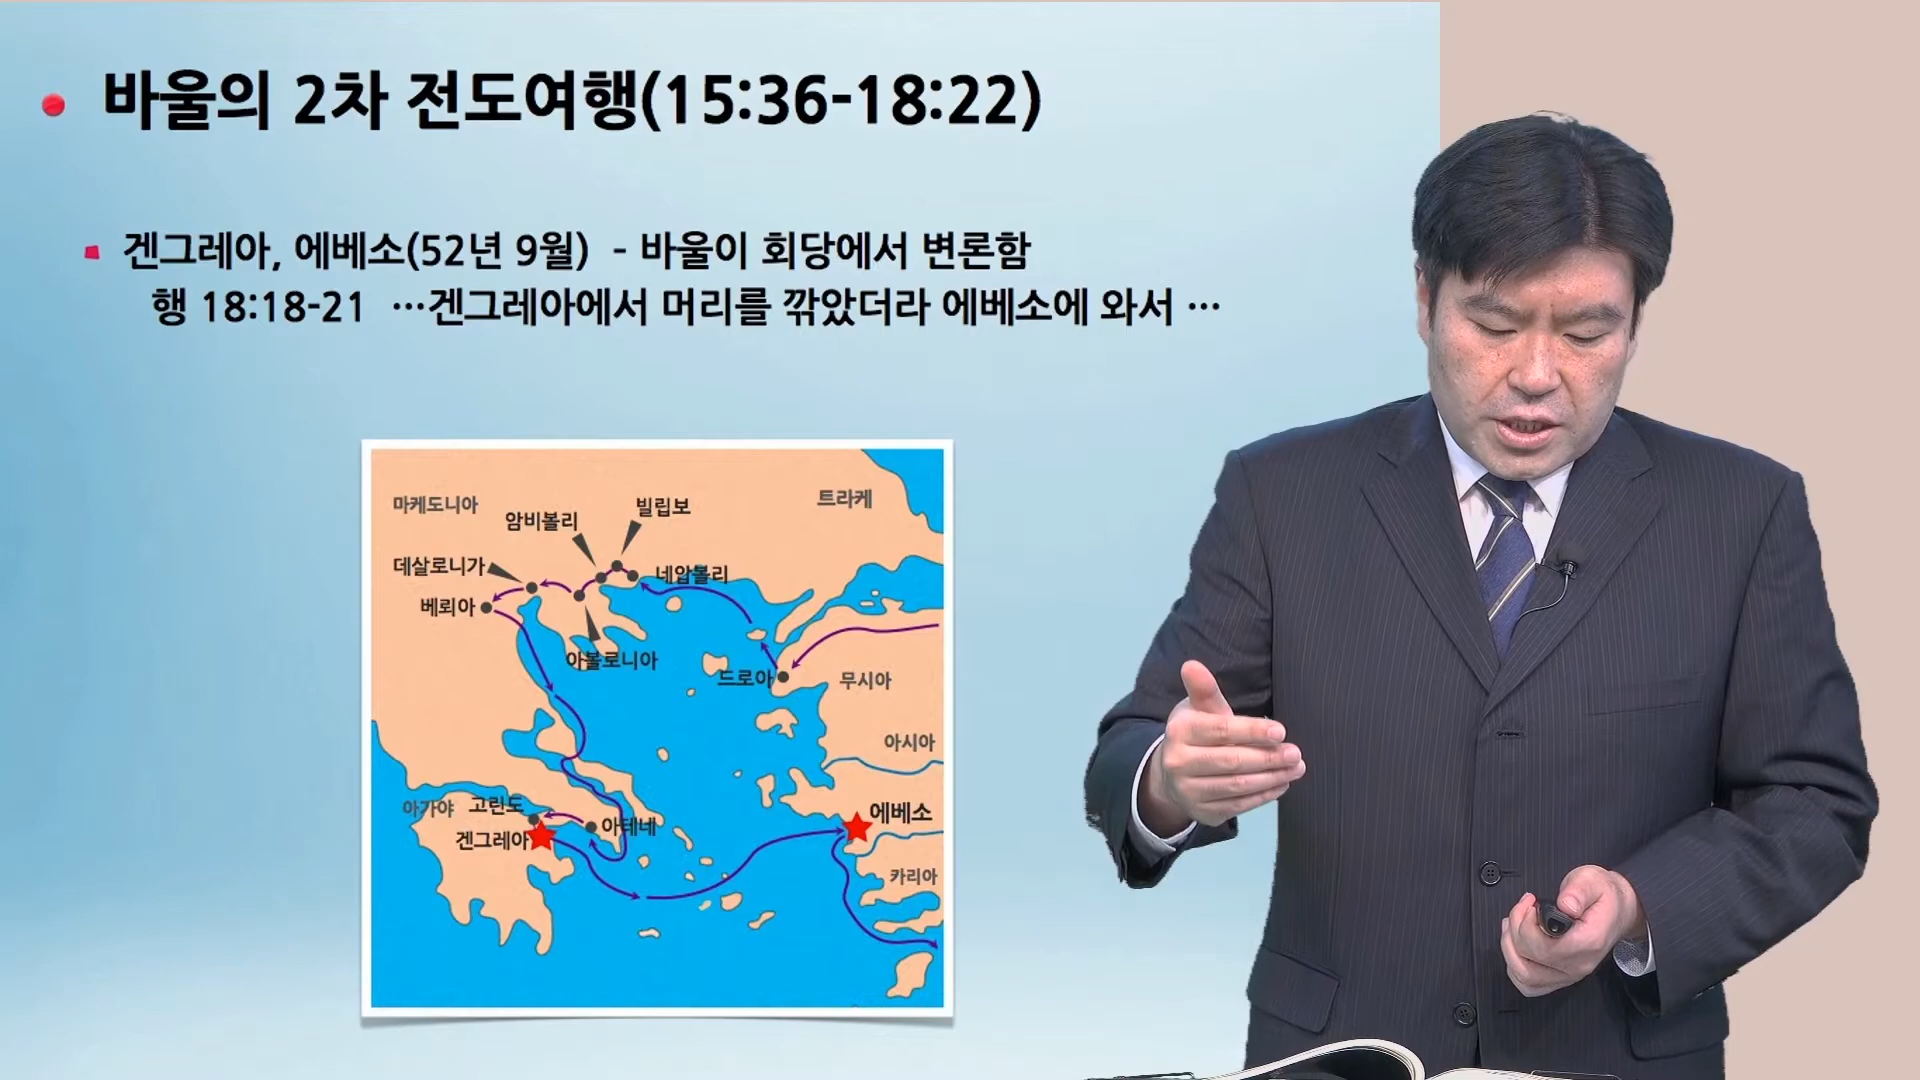 바울의 2차 전도여행(15:36-18:22)
겐그레아, 에베소(52년 9월) - 바울이 회당에서 변론함
행 18:18-21 …겐그레아에서 머리를 깎았더라 에베소에 와서 …
마케도니아
암비볼리
빌립보
트라케
데살로니가
네압폴리
베뢰아
아볼로니아
드로아
무시아
아시아
아가야
고린도
아테네
에베소
겐그레아
카리아